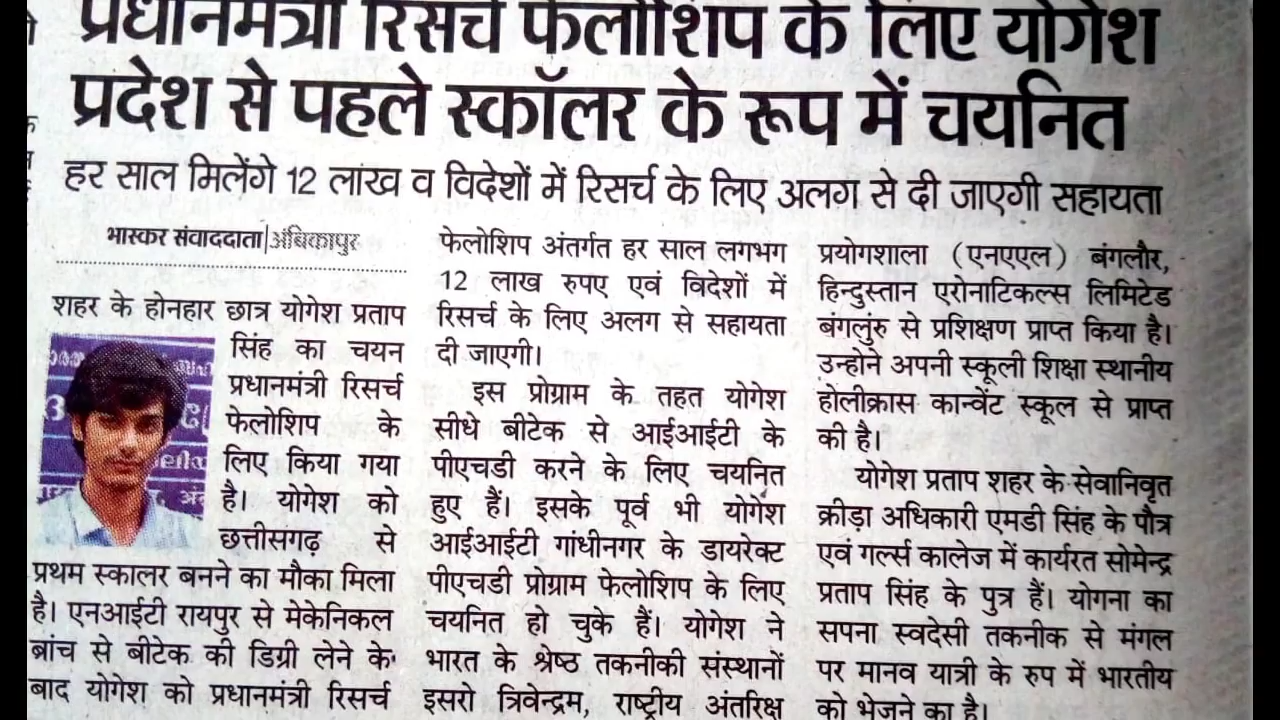 प्रधानमंत्री रिसर्च फेलोशिप के लिए योगेश
प्रदेश से पहले स्कॉलर के रूप में चयनित
हर साल मिलेंगे 12 लाख व विदेशों में रिसर्च के लिए अलग से दी जाएगी सहायता
भास्कर संवाददाता|अंबिकापुर
शहर के होनहार छात्र योगेश प्रताप
सिंह का चयन
प्रधानमंत्री रिसर्च
फेलोशिप के
लिए किया गया
है। योगेश को
छत्तीसगढ़ से
प्रथम स्कालर बनने का मौका मिला
है। एनआईटी रायपुर से मेकेनिकल
ब्रांच से बीटेक की डिग्री लेने के
बाद योगेश को प्रधानमंत्री रिसर्च
फेलोशिप अंतर्गत हर साल लगभग
12 लाख रुपए एवं विदेशों में
रिसर्च के लिए अलग से सहायता
दी जाएगी।
इस प्रोग्राम के तहत योगेश
सीधे बीटेक से आईआईटी के
पीएचडी करने के लिए चयनित
हुए हैं। इसके पूर्व भी योगेश
आईआईटी गांधीनगर के डायरेक्ट
पीएचडी प्रोग्राम फेलोशिप के लिए
चयनित हो चुके हैं। योगेश ने
भारत के श्रेष्ठ तकनीकी संस्थानों
इसरो त्रिवेन्द्रम, राष्ट्रीय अंतरिक्ष
प्रयोगशाला (एनएएल) बंगलौर,
हिन्दुस्तान एरोनाटिकल्स लिमिटेड
बंगलुंरु से प्रशिक्षण प्राप्त किया है।
उन्होने अपनी स्कूली शिक्षा स्थानीय
होलीक्रास कान्वेंट स्कूल से प्राप्त
की है।
योगेश प्रताप शहर के सेवानिवृत
क्रीड़ा अधिकारी एमडी सिंह के पौत्र
एवं गर्ल्स कालेज में कार्यरत सोमेन्द्र
प्रताप सिंह के पुत्र हैं। योगना का
सपना स्वदेसी तकनीक से मंगल
पर मानव यात्री के रुप में भारतीय
को भेजने का है।